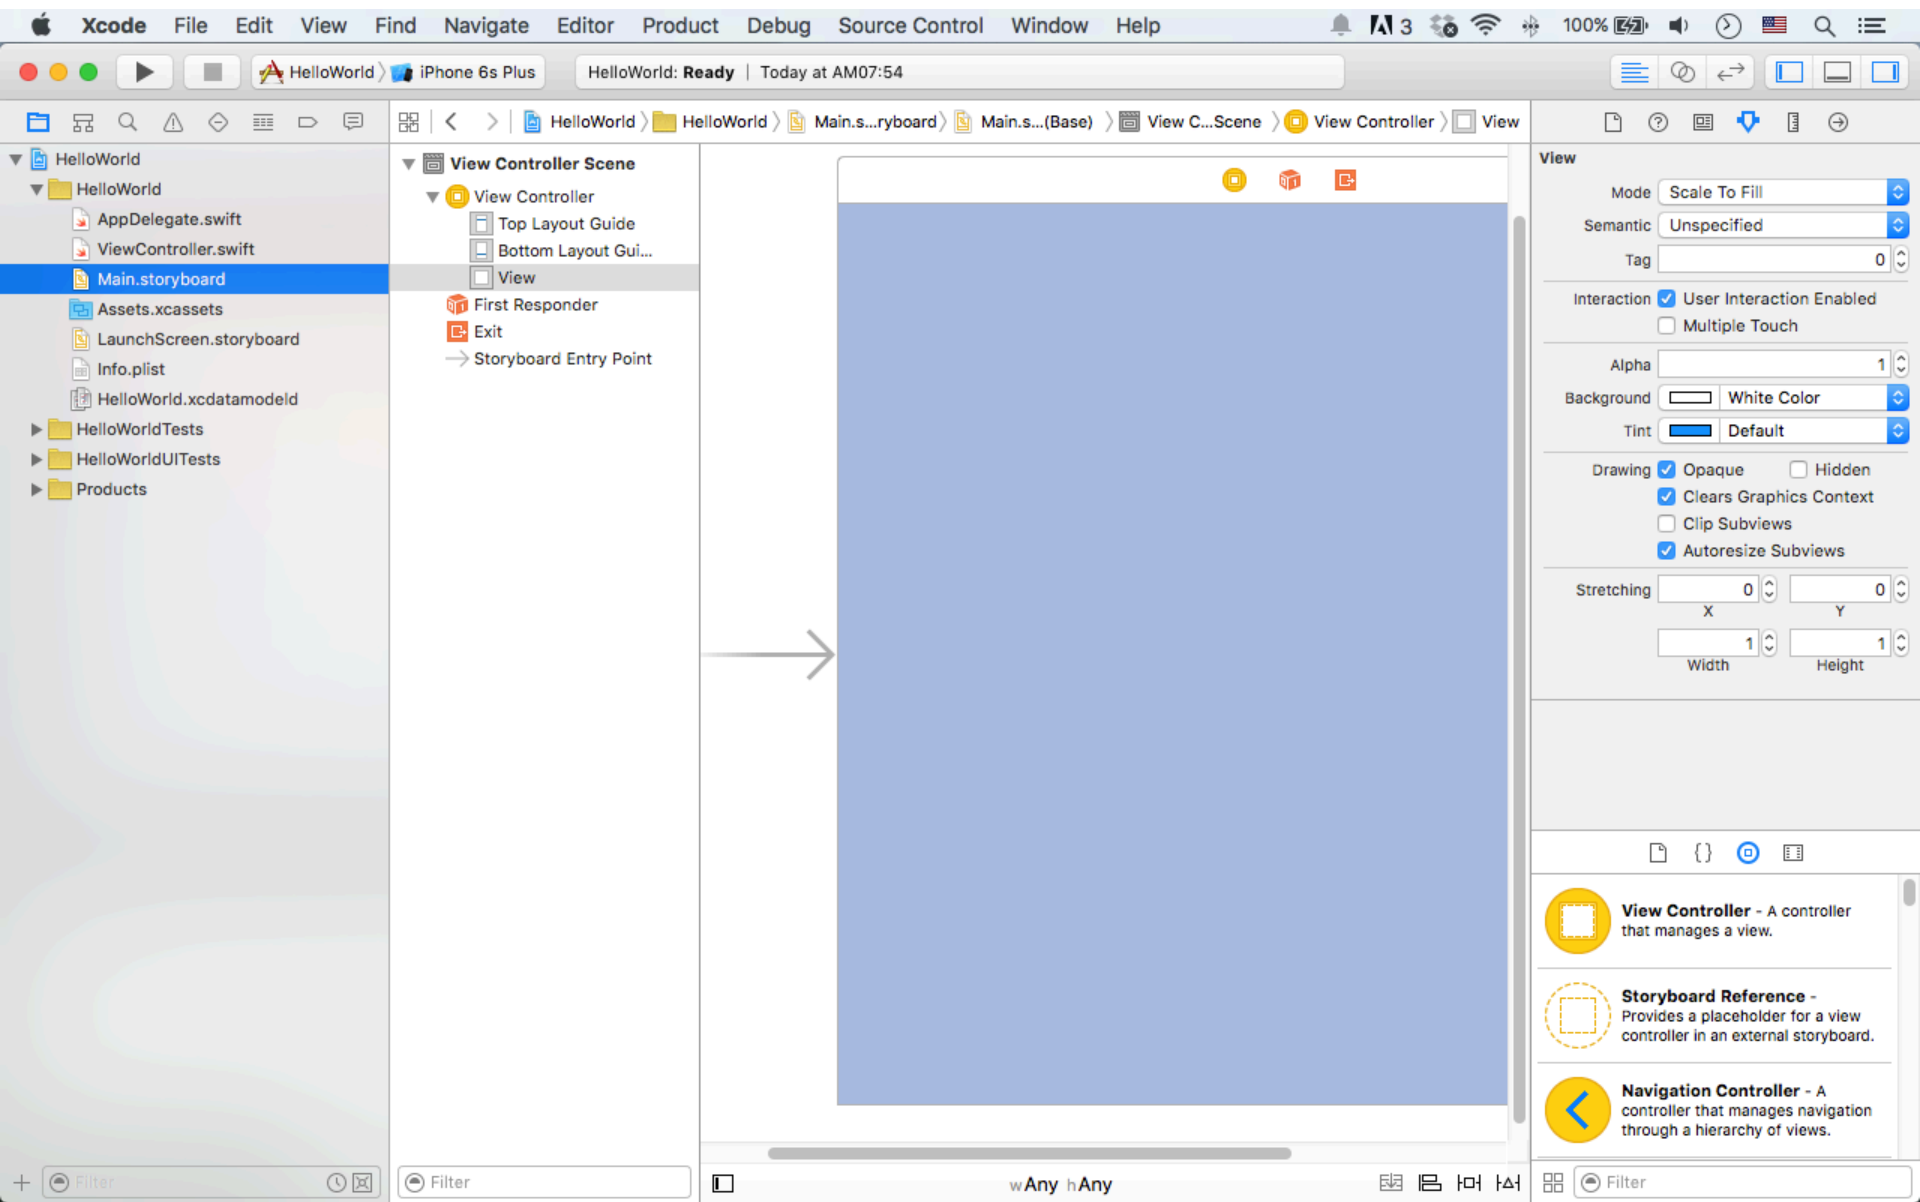 Xcode File Edit View Find Navigate Editor Product Debug Source Control Window Help 3 100%
HelloWorld iPhone 6s Plus HelloWorld: Ready | Today at AM07:54
HelloWorld HelloWorld Main.s...ryboard Main.s...(Base) View C...Scene View Controller View
HelloWorld
HelloWorld
AppDelegate.swift
ViewController.swift
Main.storyboard
Assets.xcassets
LaunchScreen.storyboard
Info.plist
HelloWorld.xcdatamodeld
HelloWorldTests
HelloWorldUITests
Products
Filter
View Controller Scene
View Controller
Top Layout Guide
Bottom Layout Gui...
View
First Responder
Exit
Storyboard Entry Point
Filter
wAny hAny
View
Mode Scale To Fill
Semantic Unspecified
Tag 0
Interaction User Interaction Enabled
Multiple Touch
Alpha 1
Background White Color
Tint Default
Drawing Opaque Hidden
Clears Graphics Context
Clip Subviews
Autoresize Subviews
Stretching 0 0
X Y
1 1
Width Height
{}
View Controller - A controller
that manages a view.
Storyboard Reference -
Provides a placeholder for a view
controller in an external storyboard.
Navigation Controller - A
controller that manages navigation
through a hierarchy of views.
Filter